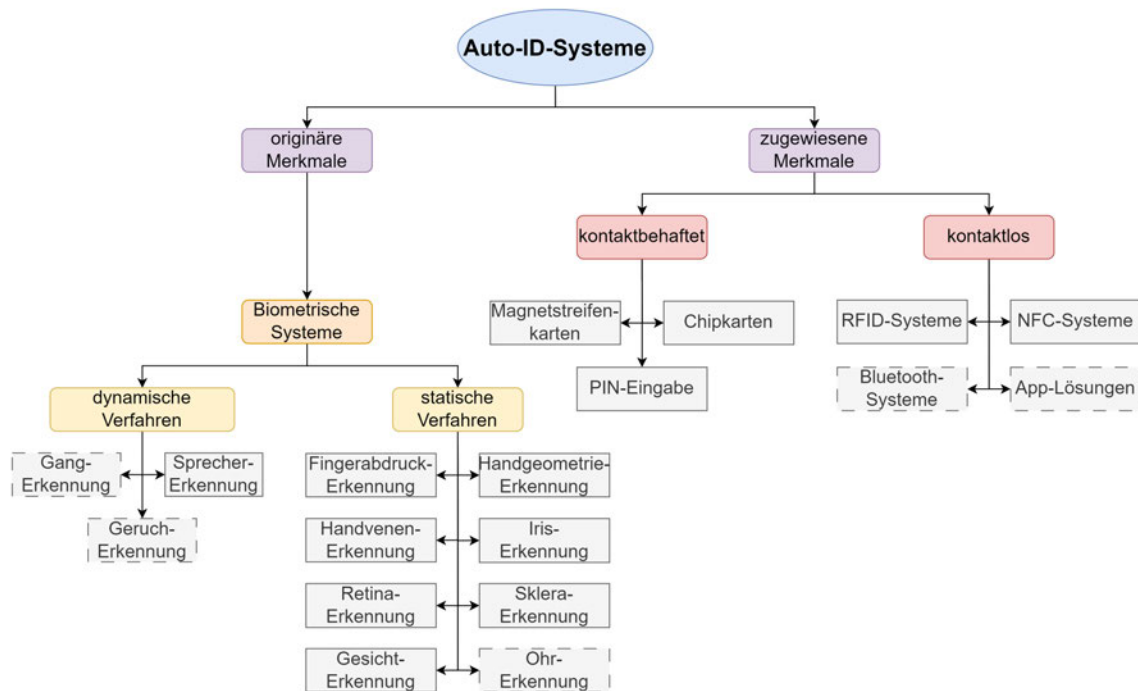 Auto-ID-Systeme
originäre
Merkmale
zugewiesene
Merkmale
kontaktbehaftet
kontaktlos
Biometrische
Systeme
Magnetstreifen-
karten
Chipkarten
PIN-Eingabe
RFID-Systeme
NFC-Systeme
Bluetooth-
Systeme
App-Lösungen
dynamische
Verfahren
statische
Verfahren
Gang-
Erkennung
Sprecher-
Erkennung
Geruch-
Erkennung
Fingerabdruck-
Erkennung
Handgeometrie-
Erkennung
Handvenen-
Erkennung
Iris-
Erkennung
Retina-
Erkennung
Sklera-
Erkennung
Gesicht-
Erkennung
Ohr-
Erkennung